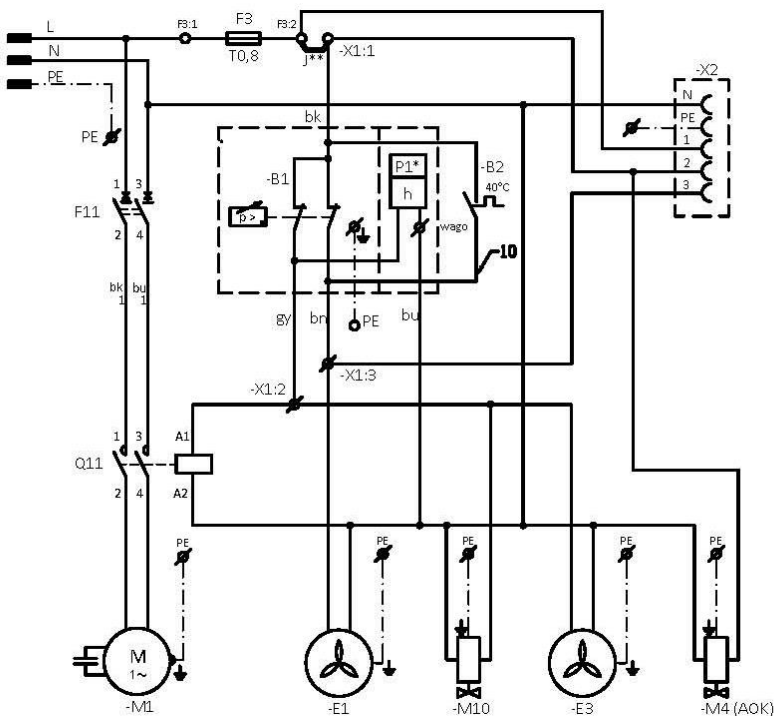 L
F3:1
F3
F3:2
T0,8
J**
-X1:1
N
PE
-X2
N
PE
1
2
3
PE
bk
P1*
h
-B1
-B2
40°C
p >
wago
10
1
3
F11
2
4
bk
1
bu
1
gy
bn
PE
bu
-X1:3
-X1:2
1
3
A1
Q11
2
4
A2
PE
PE
PE
PE
PE
M
1~
-M1
-E1
-M10
-E3
-M4 (AOK)